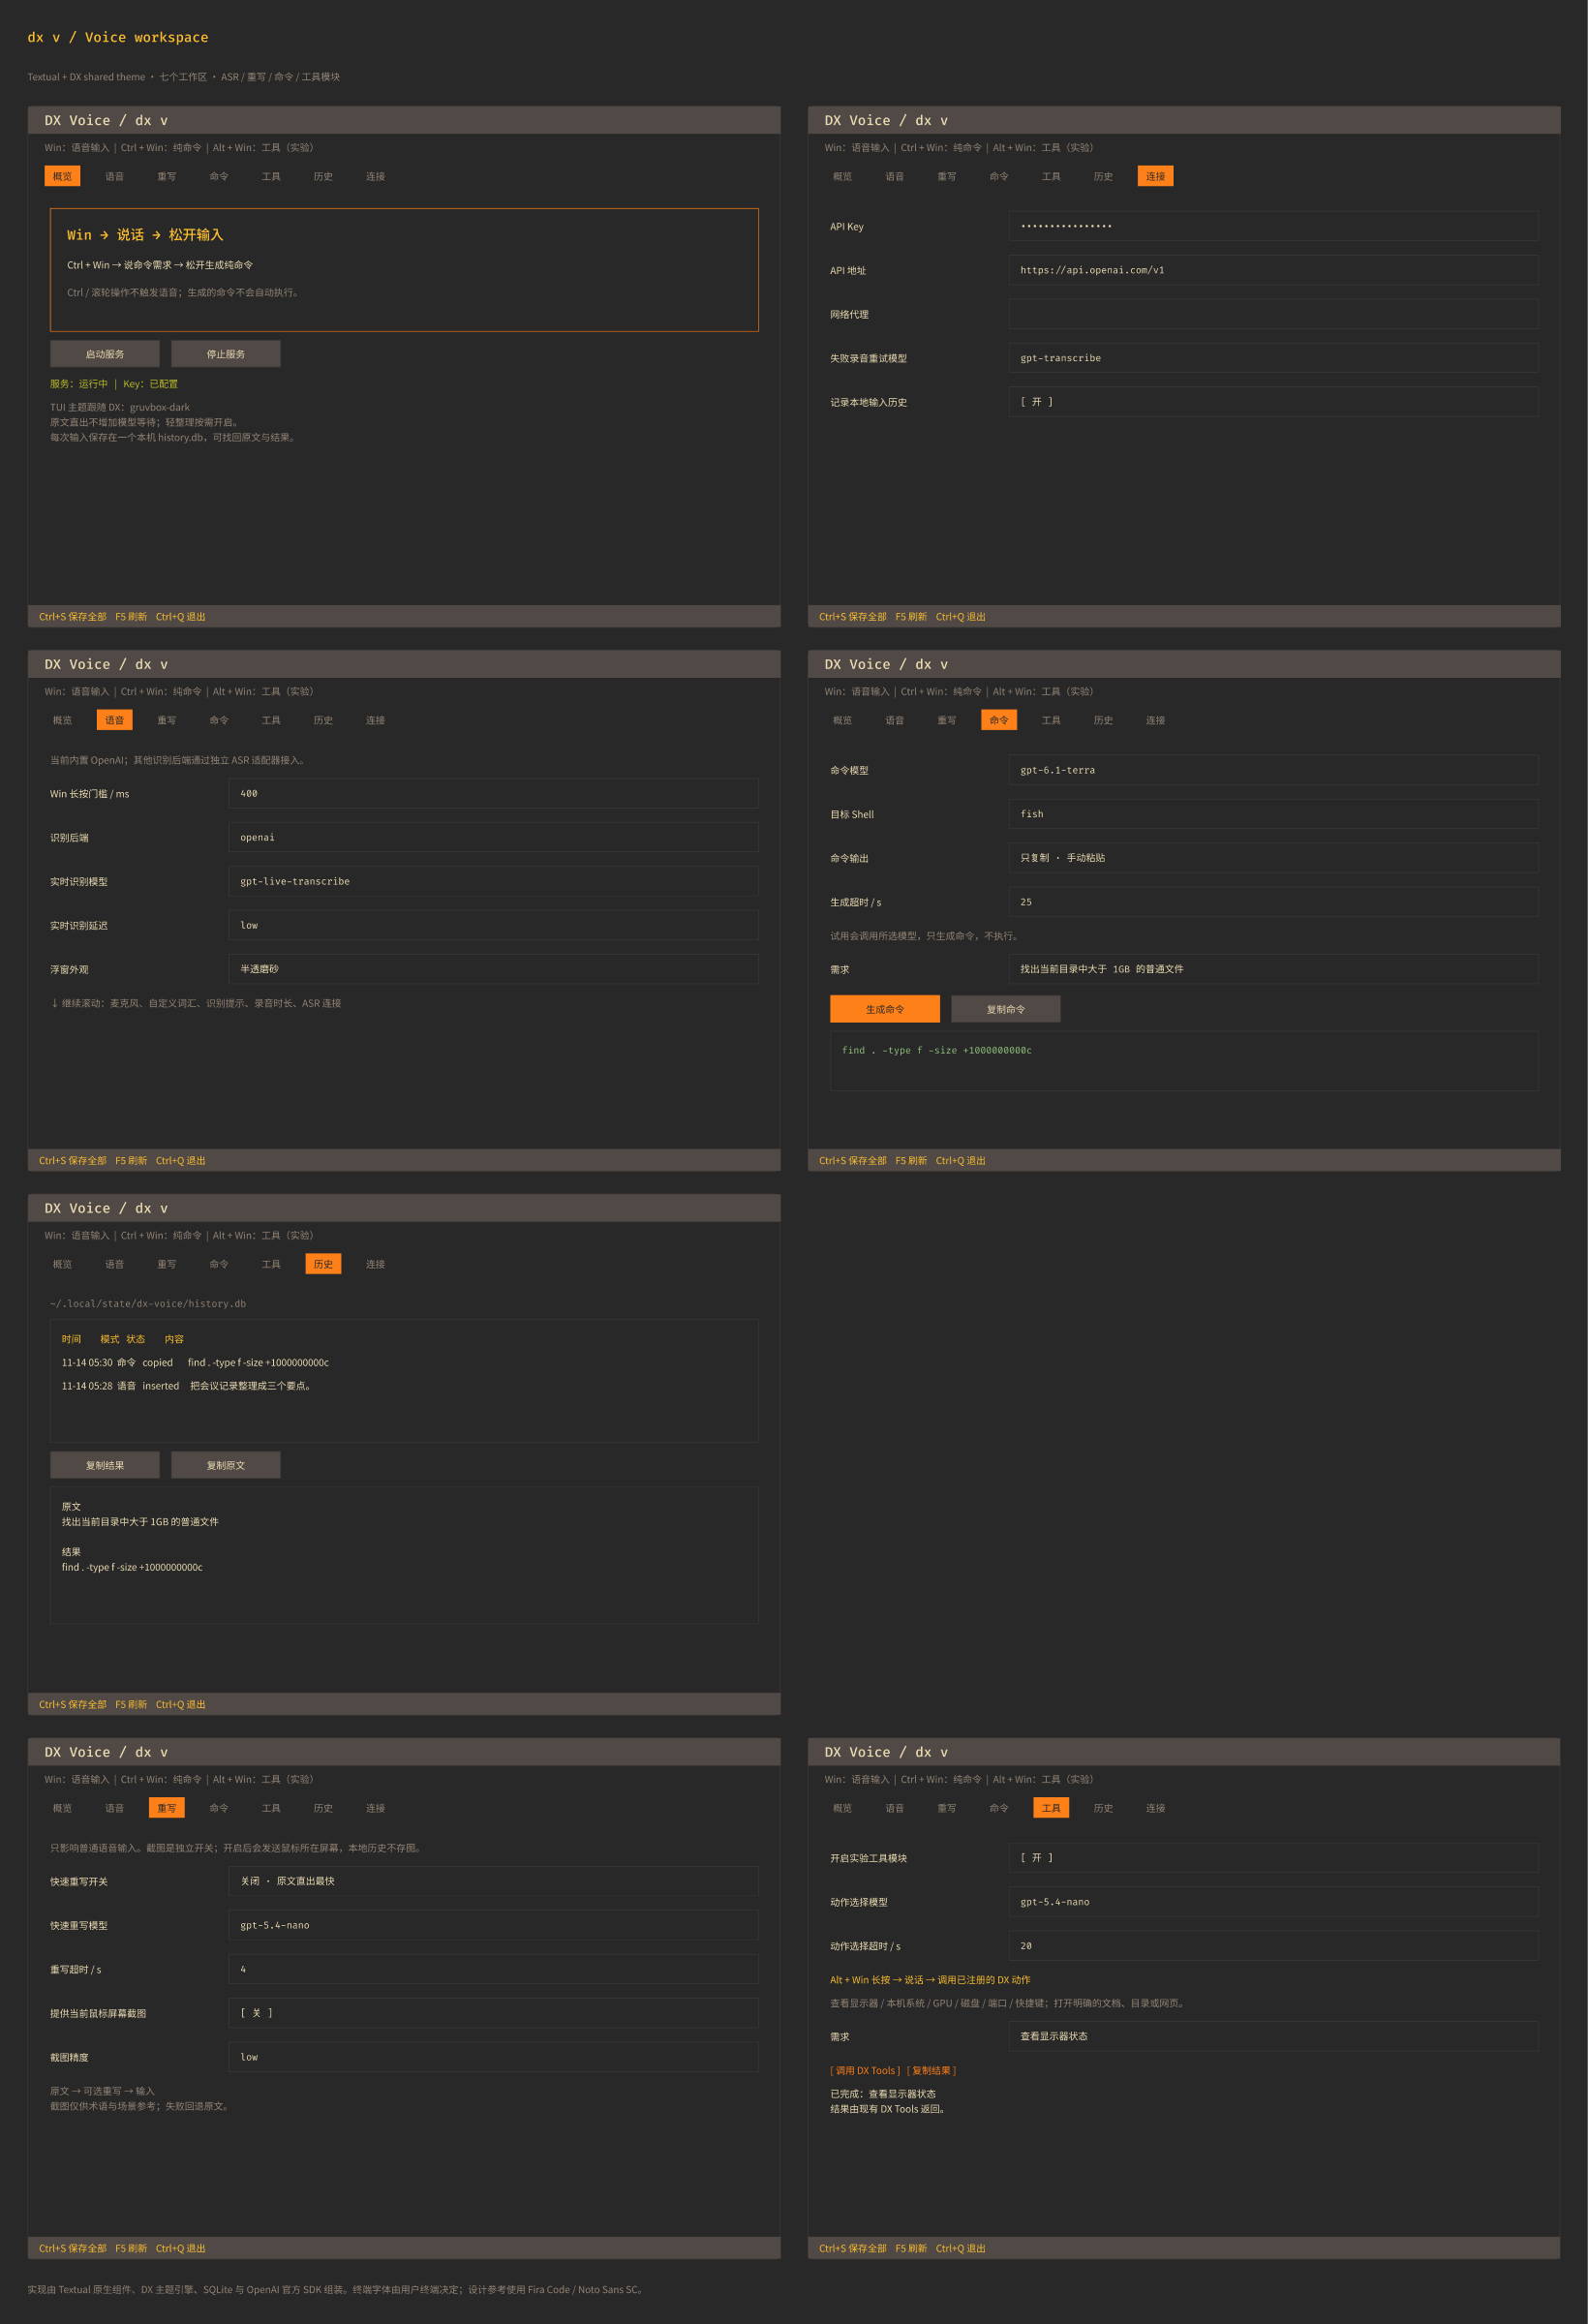 dx v / Voice workspace
Textual + DX shared theme · 七个工作区 · ASR / 重写 / 命令 / 工具模块
DX Voice / dx v
Win：语音输入 | Ctrl + Win：纯命令 | Alt + Win：工具（实验）
概览 语音 重写 命令 工具 历史 连接
Win → 说话 → 松开输入
Ctrl + Win → 说命令需求 → 松开生成纯命令
Ctrl / 滚轮操作不触发语音；生成的命令不会自动执行。
启动服务 停止服务
服务：运行中 | Key：已配置
TUI 主题跟随 DX：gruvbox-dark
原文直出不增加模型等待；轻整理按需开启。
每次输入保存在一个本机 history.db，可找回原文与结果。
Ctrl+S 保存全部 F5 刷新 Ctrl+Q 退出
DX Voice / dx v
Win：语音输入 | Ctrl + Win：纯命令 | Alt + Win：工具（实验）
概览 语音 重写 命令 工具 历史 连接
API Key ••••••••••••••••
API 地址 https://api.openai.com/v1
网络代理
失败录音重试模型 gpt-transcribe
记录本地输入历史 [ 开 ]
Ctrl+S 保存全部 F5 刷新 Ctrl+Q 退出
DX Voice / dx v
Win：语音输入 | Ctrl + Win：纯命令 | Alt + Win：工具（实验）
概览 语音 重写 命令 工具 历史 连接
当前内置 OpenAI；其他识别后端通过独立 ASR 适配器接入。
Win 长按门槛 / ms 400
识别后端 openai
实时识别模型 gpt-live-transcribe
实时识别延迟 low
浮窗外观 半透磨砂
↓ 继续滚动：麦克风、自定义词汇、识别提示、录音时长、ASR 连接
Ctrl+S 保存全部 F5 刷新 Ctrl+Q 退出
DX Voice / dx v
Win：语音输入 | Ctrl + Win：纯命令 | Alt + Win：工具（实验）
概览 语音 重写 命令 工具 历史 连接
命令模型 gpt-6.1-terra
目标 Shell fish
命令输出 只复制 · 手动粘贴
生成超时 / s 25
试用会调用所选模型，只生成命令，不执行。
需求 找出当前目录中大于 1GB 的普通文件
生成命令 复制命令
find . -type f -size +1000000000c
Ctrl+S 保存全部 F5 刷新 Ctrl+Q 退出
DX Voice / dx v
Win：语音输入 | Ctrl + Win：纯命令 | Alt + Win：工具（实验）
概览 语音 重写 命令 工具 历史 连接
~/.local/state/dx-voice/history.db
时间 模式 状态 内容
11-14 05:30 命令 copied find . -type f -size +1000000000c
11-14 05:28 语音 inserted 把会议记录整理成三个要点。
复制结果 复制原文
原文
找出当前目录中大于 1GB 的普通文件
结果
find . -type f -size +1000000000c
Ctrl+S 保存全部 F5 刷新 Ctrl+Q 退出
DX Voice / dx v
Win：语音输入 | Ctrl + Win：纯命令 | Alt + Win：工具（实验）
概览 语音 重写 命令 工具 历史 连接
只影响普通语音输入。截图是独立开关；开启后会发送鼠标所在屏幕，本地历史不存图。
快速重写开关 关闭 · 原文直出最快
快速重写模型 gpt-5.4-nano
重写超时 / s 4
提供当前鼠标屏幕截图 [ 关 ]
截图精度 low
原文 → 可选重写 → 输入
截图仅供术语与场景参考；失败回退原文。
Ctrl+S 保存全部 F5 刷新 Ctrl+Q 退出
DX Voice / dx v
Win：语音输入 | Ctrl + Win：纯命令 | Alt + Win：工具（实验）
概览 语音 重写 命令 工具 历史 连接
开启实验工具模块 [ 开 ]
动作选择模型 gpt-5.4-nano
动作选择超时 / s 20
Alt + Win 长按 → 说话 → 调用已注册的 DX 动作
查看显示器 / 本机系统 / GPU / 磁盘 / 端口 / 快捷键；打开明确的文档、目录或网页。
需求 查看显示器状态
[ 调用 DX Tools ] [ 复制结果 ]
已完成：查看显示器状态
结果由现有 DX Tools 返回。
Ctrl+S 保存全部 F5 刷新 Ctrl+Q 退出
实现由 Textual 原生组件、DX 主题引擎、SQLite 与 OpenAI 官方 SDK 组装。终端字体由用户终端决定；设计参考使用 Fira Code / Noto Sans SC。